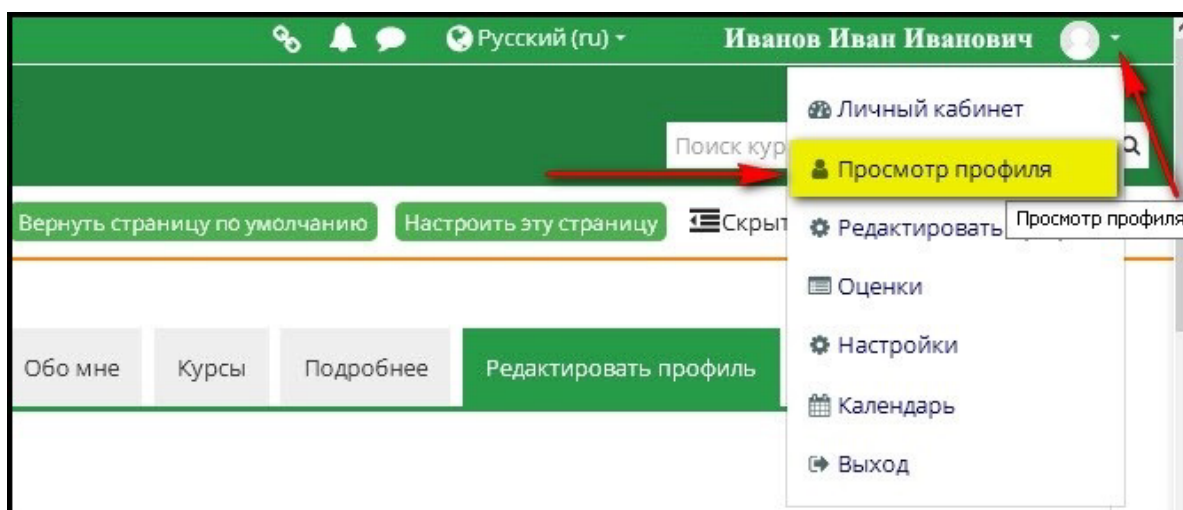 Русский (ru)
Иванов Иван Иванович
Личный кабинет
Поиск кур
Просмотр профиля
Вернуть страницу по умолчанию
Настроить эту страницу
Скрыт
Редактировать
Просмотр профиля
Оценки
Обо мне
Курсы
Подробнее
Редактировать профиль
Настройки
Календарь
Выход